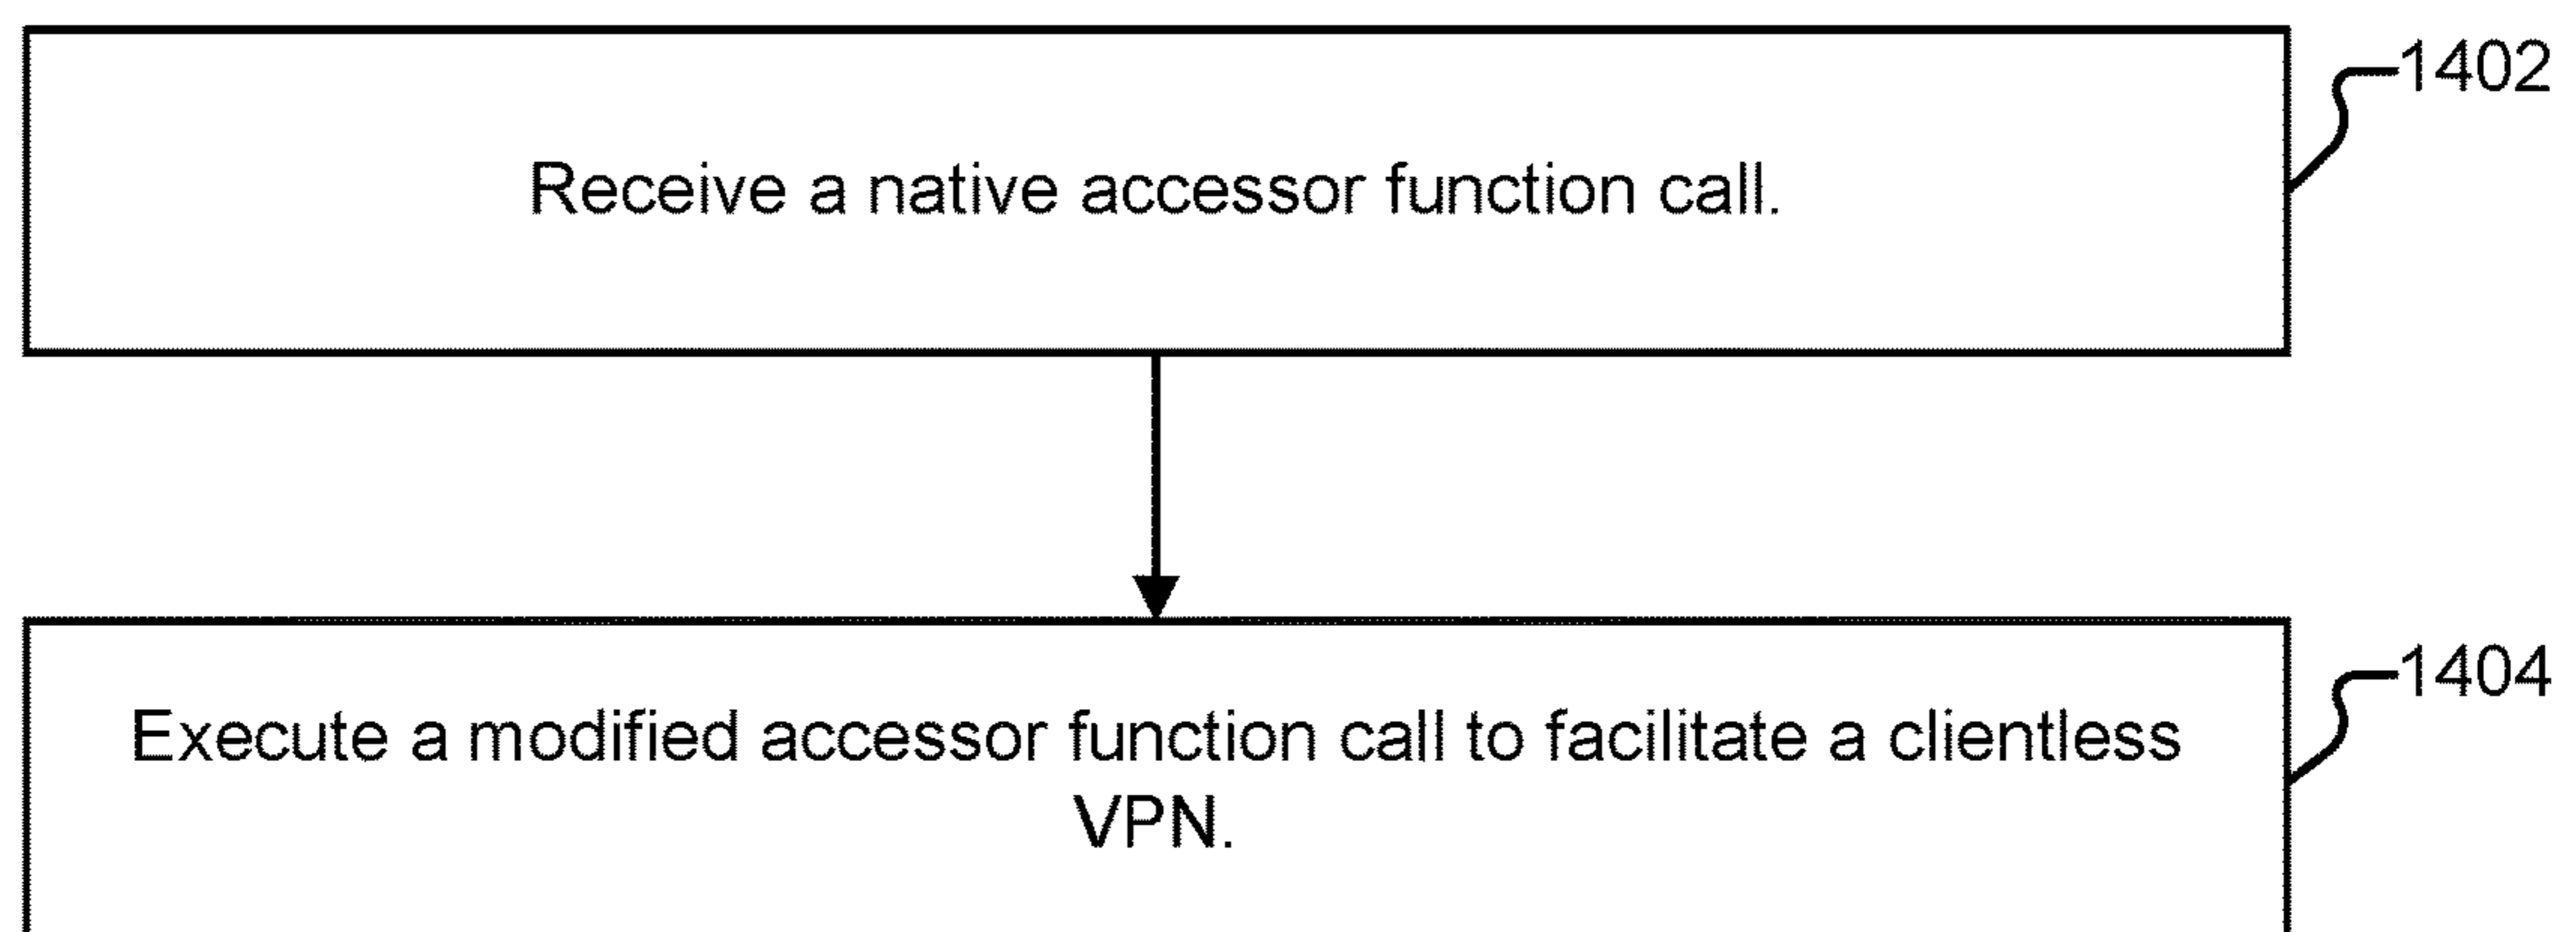 1402
Receive a native accessor function call.
1404
Execute a modified accessor function call to facilitate a clientless
VPN.